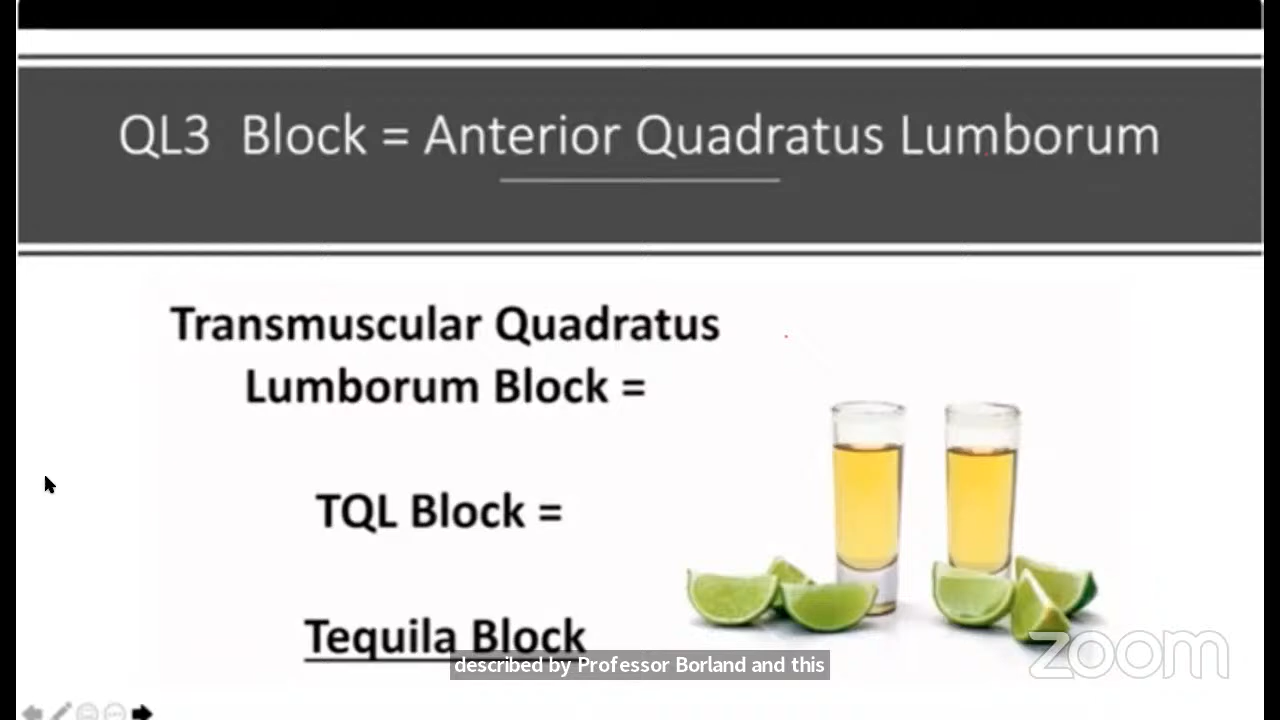 QL3 Block = Anterior Quadratus Lumborum
Transmuscular Quadratus
Lumborum Block =
TQL Block =
Tequila Block
described by Professor Borland and this
zoom